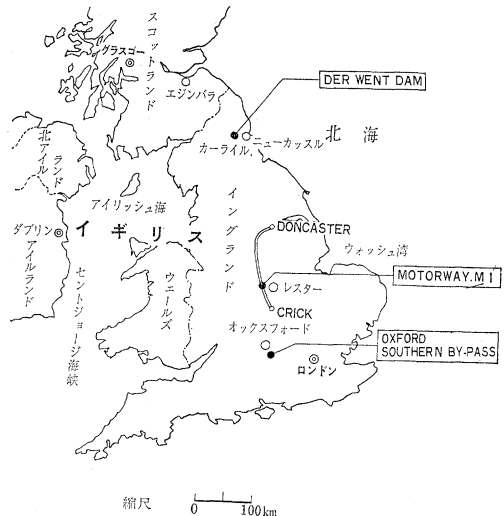 スコットランド
グラスゴー
エジンバラ
DER WENT DAM
北海
カーライル,
ニューカッスル
北アイルランド
アイリッシュ海
イングランド
ダブリン
イギリス
DONCASTER
ウォッシュ湾
アイルランド
セントジョージ海峡
ウェールズ
MOTORWAY.M1
レスター
CRICK
オックスフォード
OXFORD
SOUTHERN BY-PASS
ロンドン
縮尺 0 100km